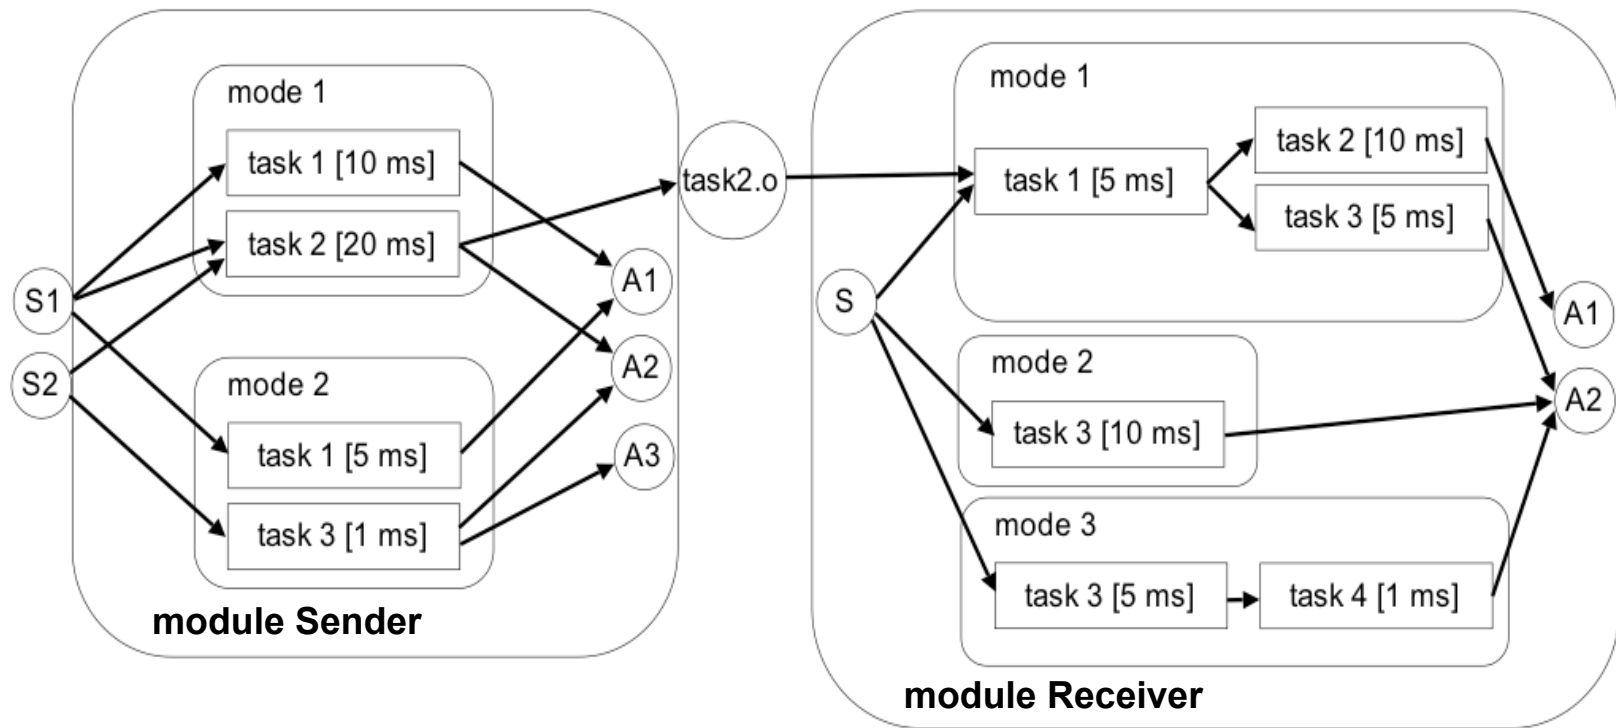 mode 1
task 1 [10 ms]
task 2 [20 ms]
S1
S2
mode 2
task 1 [5 ms]
task 3 [1 ms]
A1
A2
A3
module Sender
task2.o
mode 1
task 1 [5 ms]
task 2 [10 ms]
task 3 [5 ms]
S
mode 2
task 3 [10 ms]
mode 3
task 3 [5 ms]
task 4 [1 ms]
A1
A2
module Receiver